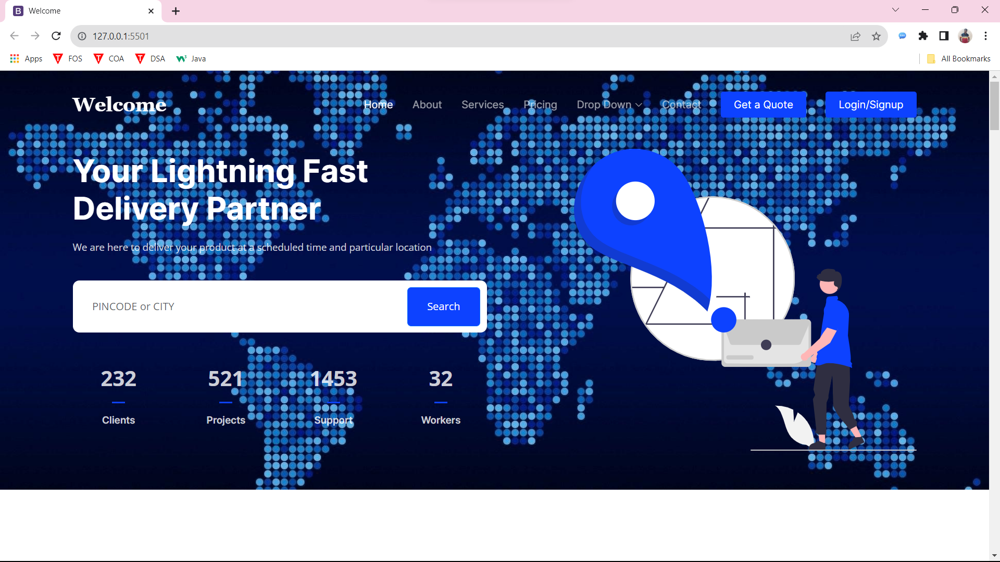 Welcome
127.0.0.1:5501
Apps FOS COA DSA Java All Bookmarks
Welcome Home About Services Pricing Drop Down Contact Get a Quote Login/Signup
Your Lightning Fast
Delivery Partner
We are here to deliver your product at a scheduled time and particular location
PINCODE or CITY Search
232 521 1453 32
Clients Projects Support Workers